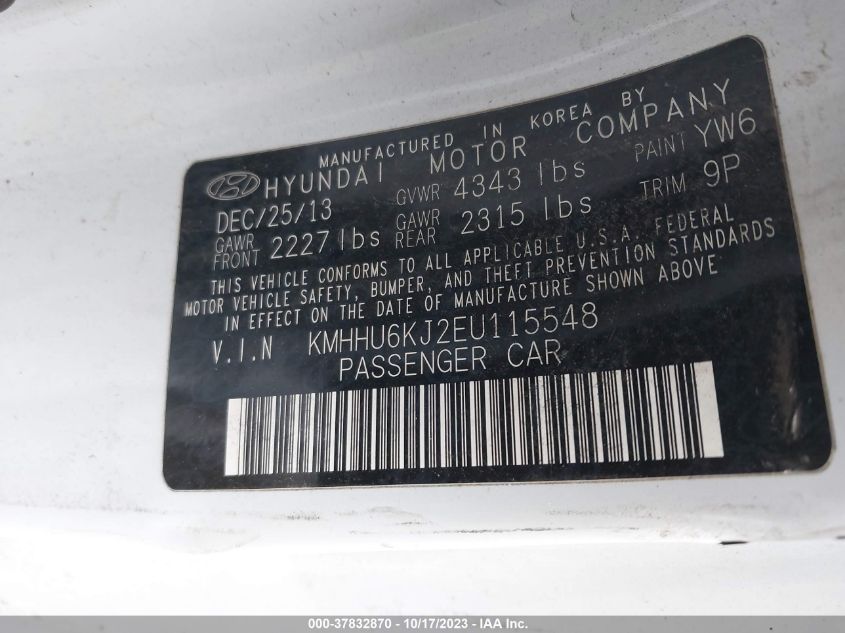 MANUFACTURED IN KOREA BY
HYUNDAI MOTOR COMPANY
DEC/25/13 GVWR 4343 lbs PAINT YW6
GAWR FRONT 2227 lbs GAWR REAR 2315 lbs TRIM 9P
THIS VEHICLE CONFORMS TO ALL APPLICABLE U.S.A. FEDERAL
MOTOR VEHICLE SAFETY, BUMPER, AND THEFT PREVENTION STANDARDS
IN EFFECT ON THE DATE OF MANUFACTURE SHOWN ABOVE
V.I.N KMHHU6KJ2EU115548
PASSENGER CAR
000-37832870 | 10/17/2023 | IAA Inc.